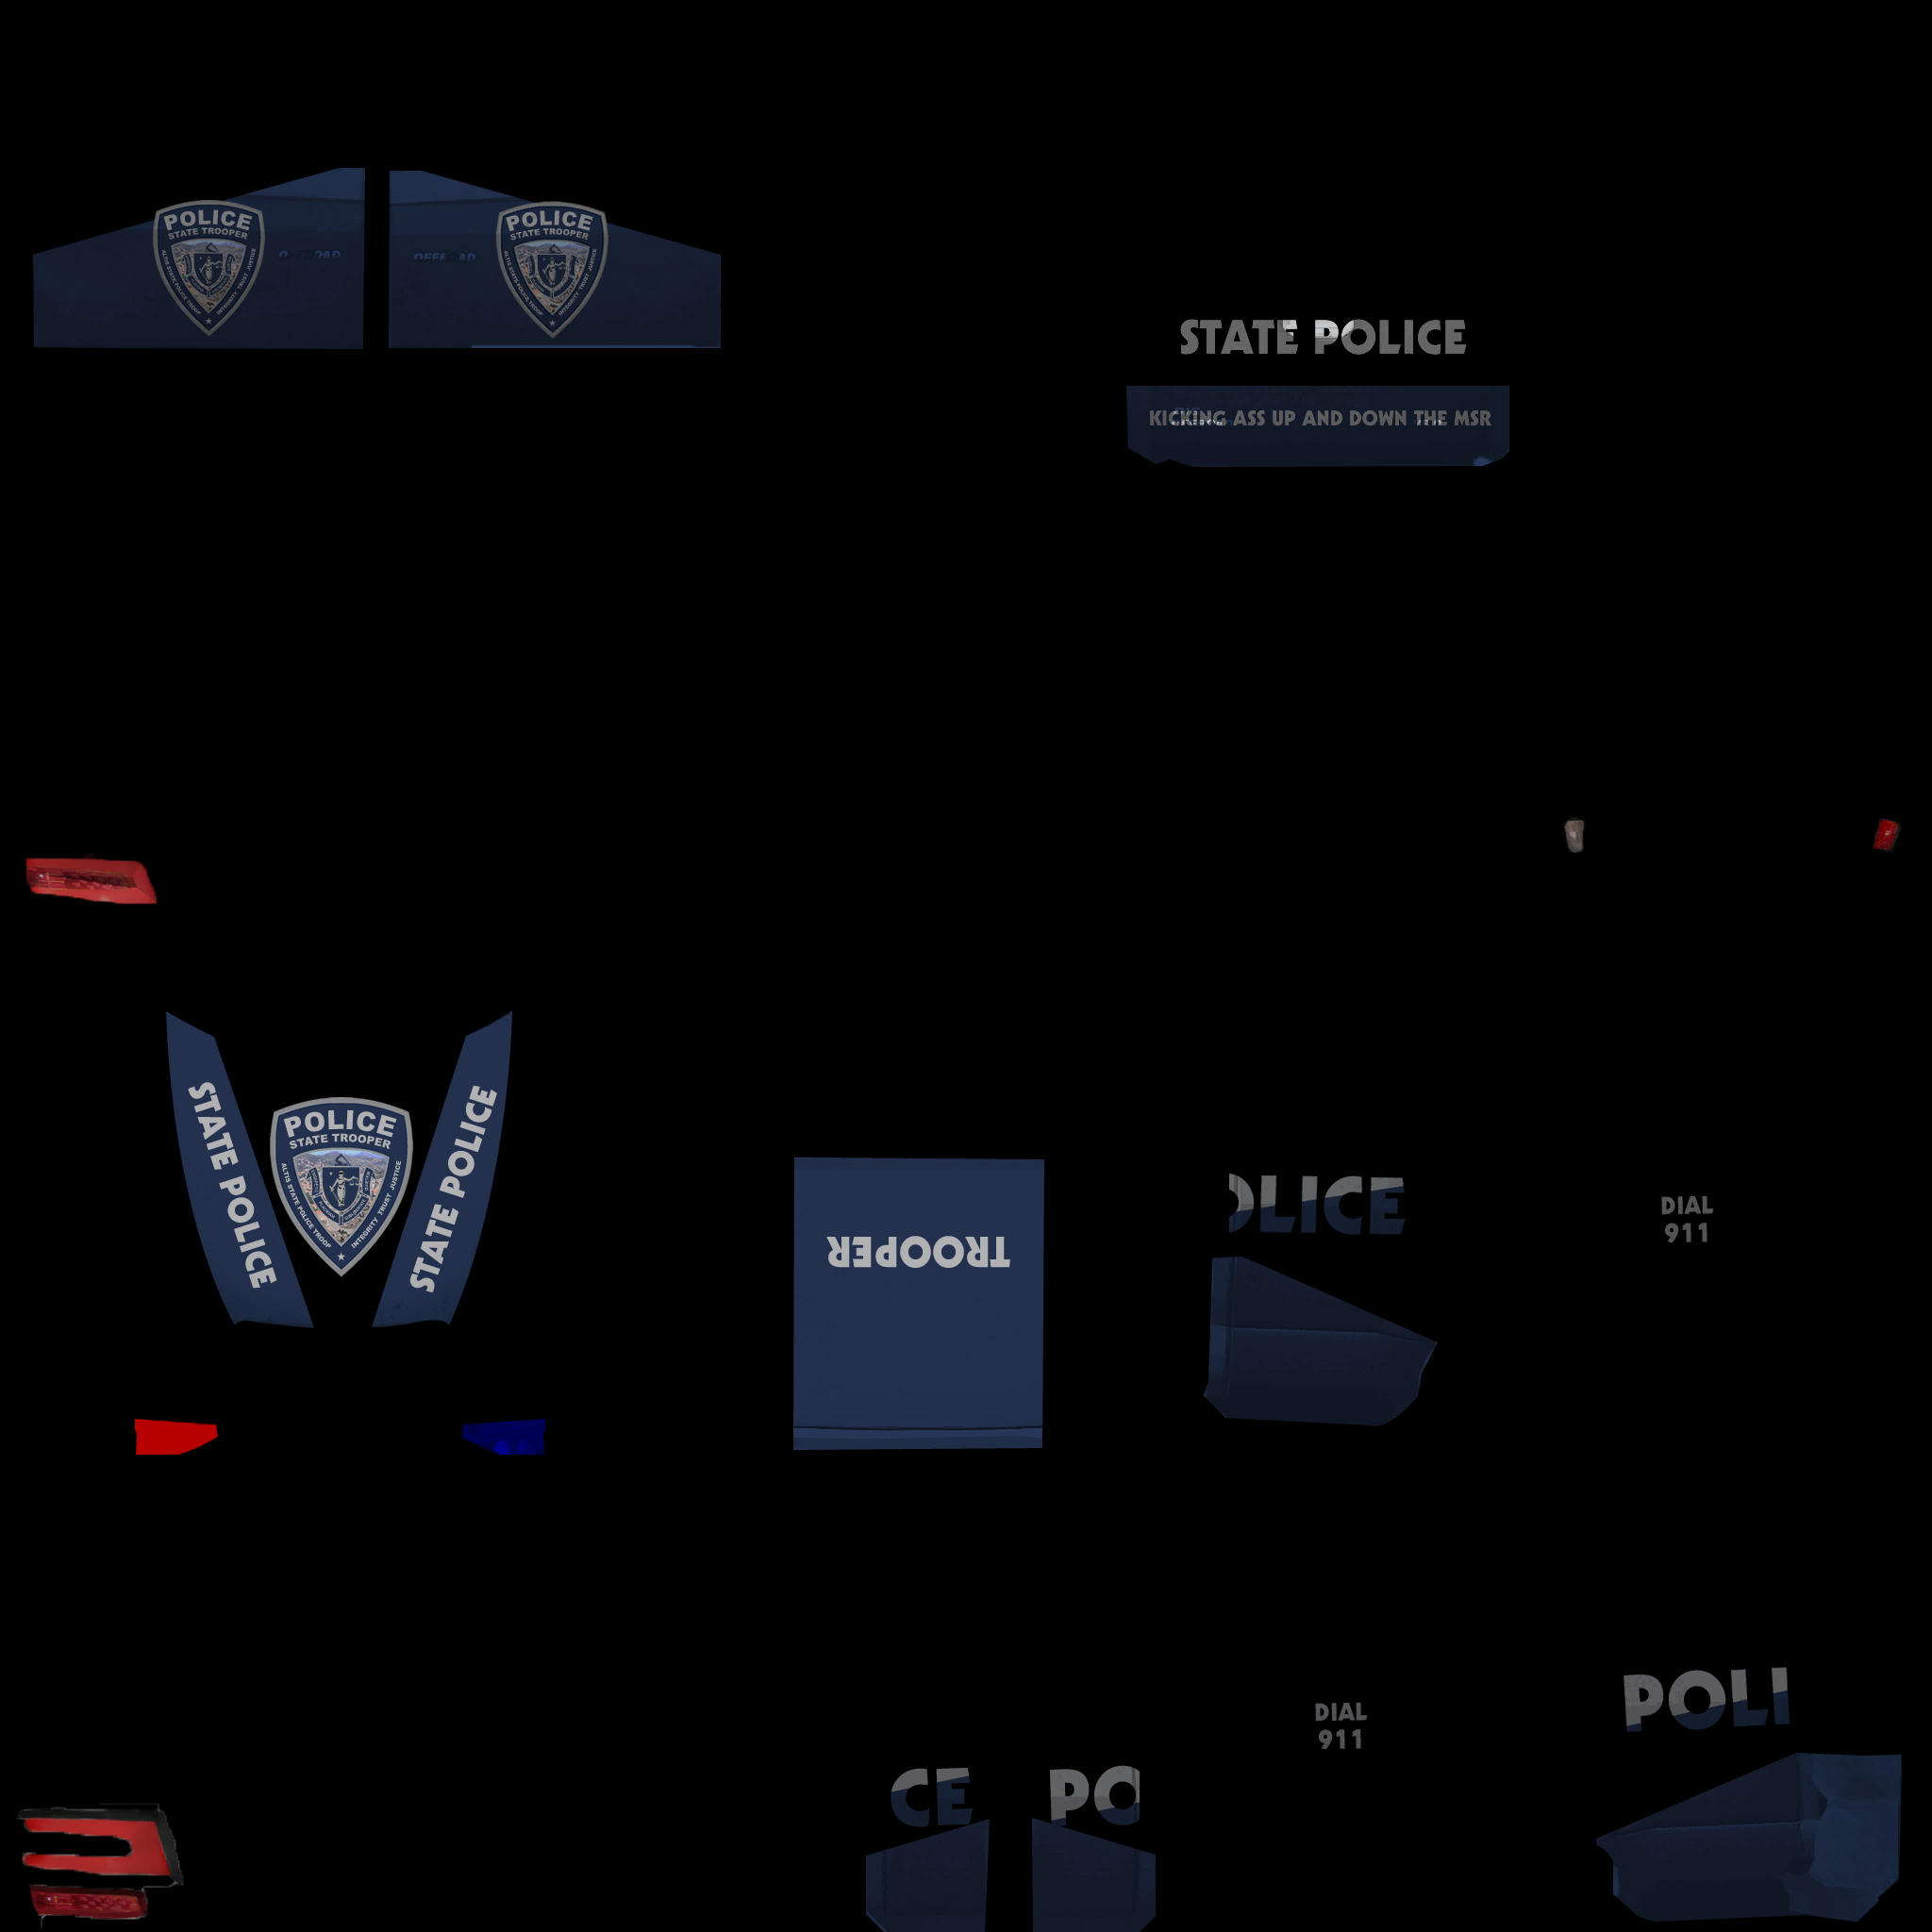 POLICE
STATE TROOPER
ALTIS STATE POLICE TROOP
INTEGRITY TRUST JUSTICE
POLICE
STATE TROOPER
ALTIS STATE POLICE TROOP
INTEGRITY TRUST JUSTICE
STATE POLICE
KICKING ASS UP AND DOWN THE MSR
STATE POLICE
POLICE
STATE TROOPER
ALTIS STATE POLICE TROOP
INTEGRITY TRUST JUSTICE
STATE POLICE
TROOPER
OLICE
DIAL
911
POLI
DIAL
911
CE
PO